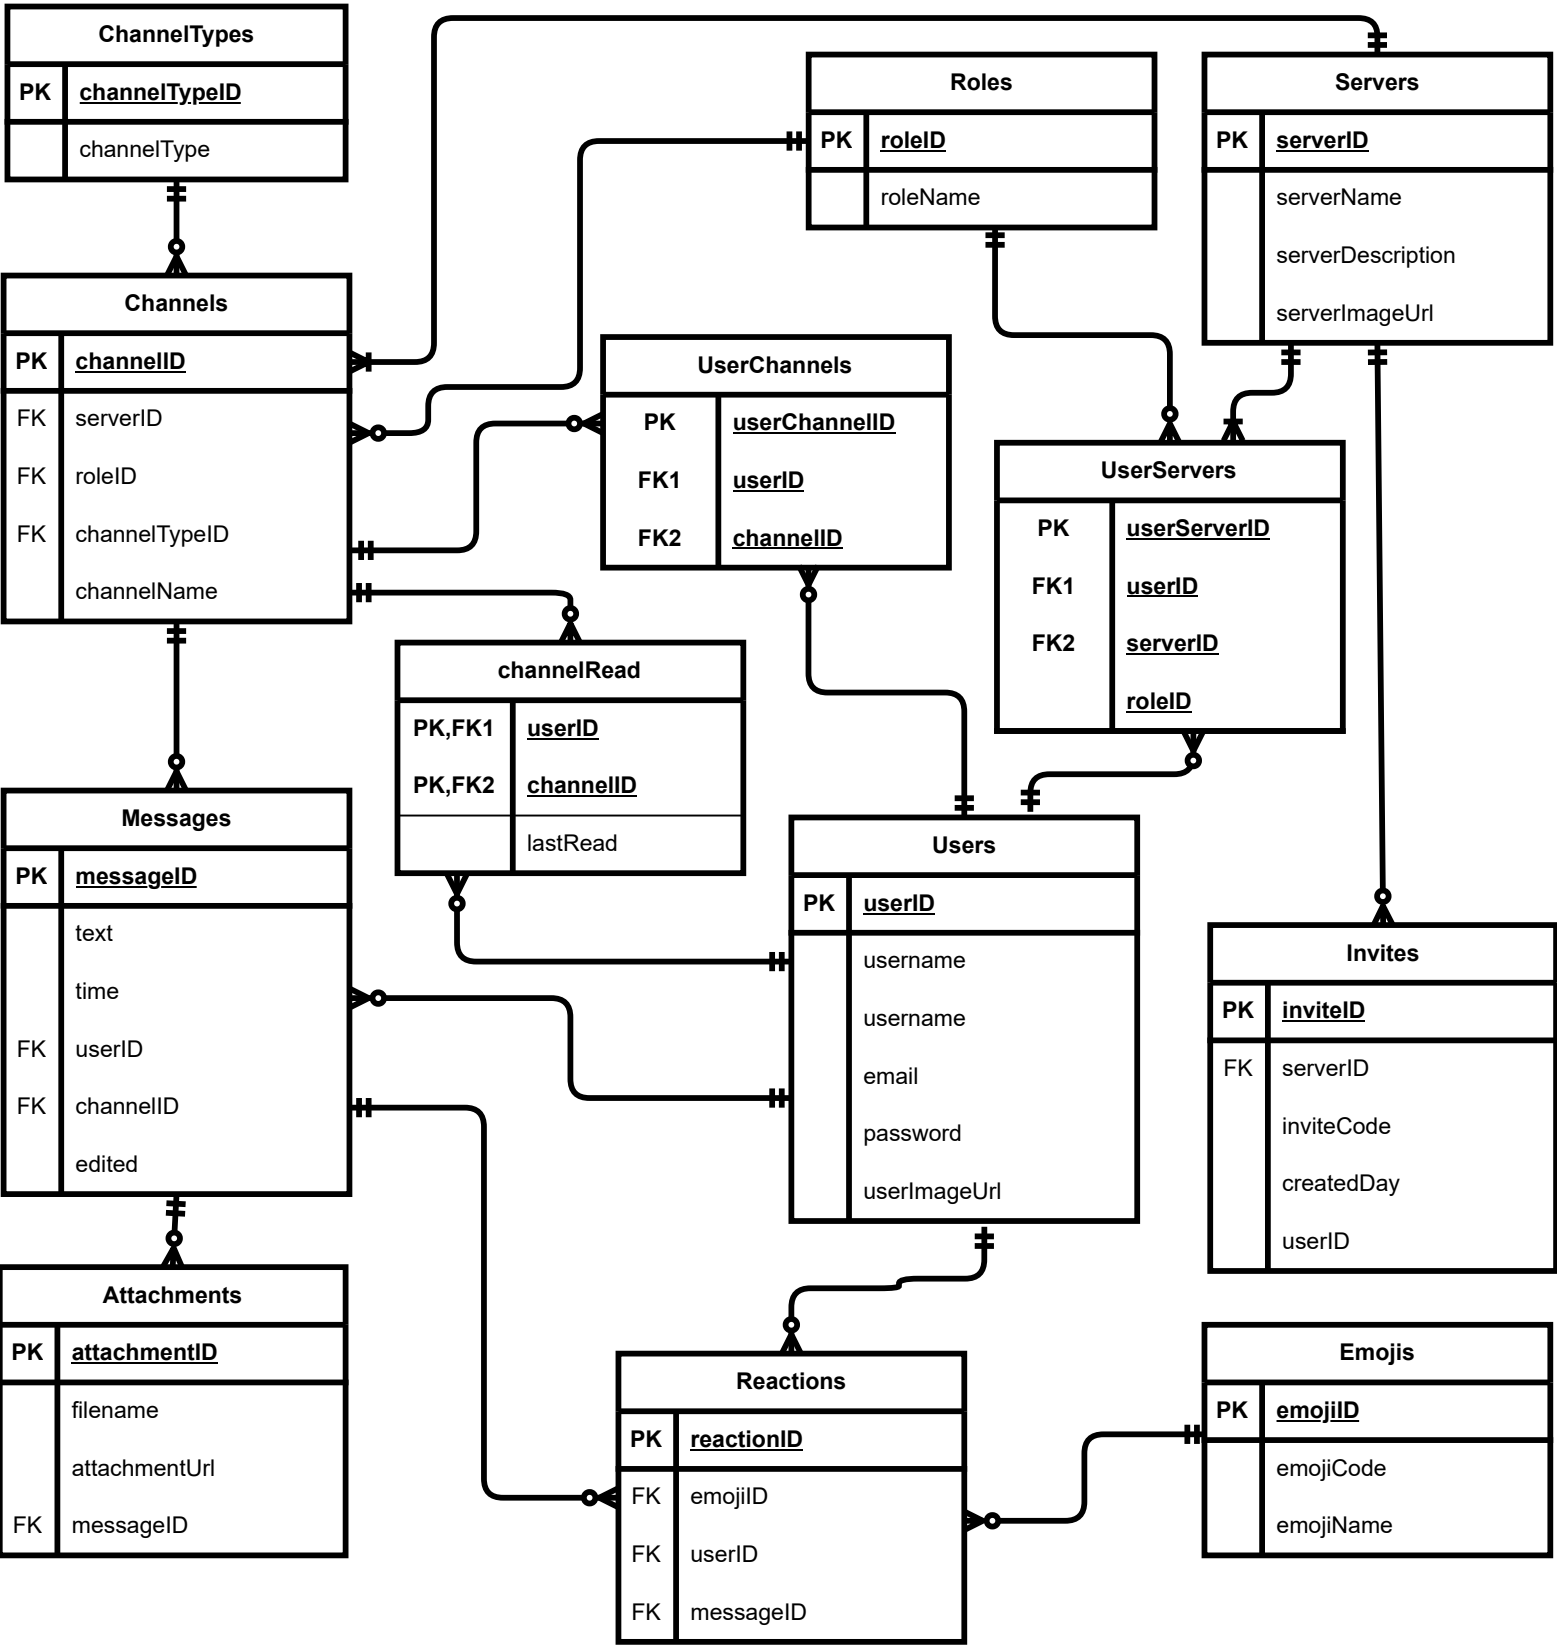 ChannelTypes
PK channelTypeID
channelType
Roles
PK roleID
roleName
Servers
PK serverID
serverName
serverDescription
serverImageUrl
Channels
PK channelID
FK serverID
FK roleID
FK channelTypeID
channelName
UserChannels
PK userChannelID
FK1 userID
FK2 channelID
UserServers
PK userServerID
FK1 userID
FK2 serverID
roleID
channelRead
PK,FK1 userID
PK,FK2 channelID
lastRead
Messages
PK messageID
text
time
FK userID
FK channelID
edited
Users
PK userID
username
username
email
password
userImageUrl
Invites
PK inviteID
FK serverID
inviteCode
createdDay
userID
Attachments
PK attachmentID
filename
attachmentUrl
FK messageID
Reactions
PK reactionID
FK emojiID
FK userID
FK messageID
Emojis
PK emojiID
emojiCode
emojiName